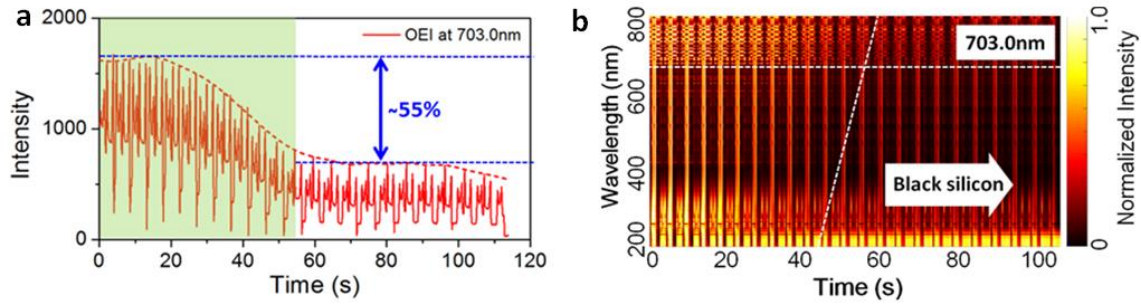 a
2000
1000
0
Intensity
OEI at 703.0nm
~55%
0 20 40 60 80 100 120
Time (s)
b
800
600
400
200
Wavelength (nm)
703.0nm
Black silicon
0 20 40 60 80 100
Time (s)
1.0
0
Normalized Intensity